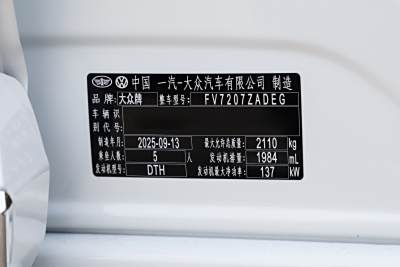 中国 一汽-大众汽车有限公司 制造
品牌 大众牌 整车型号 FV7207ZADEG
车辆识
别代号
制造年月 2025-09-13 最大允许总质量 2110 kg
乘坐人数 5 人 发动机排量 1984 mL
发动机型号 DTH 发动机最大净功率 137 kW